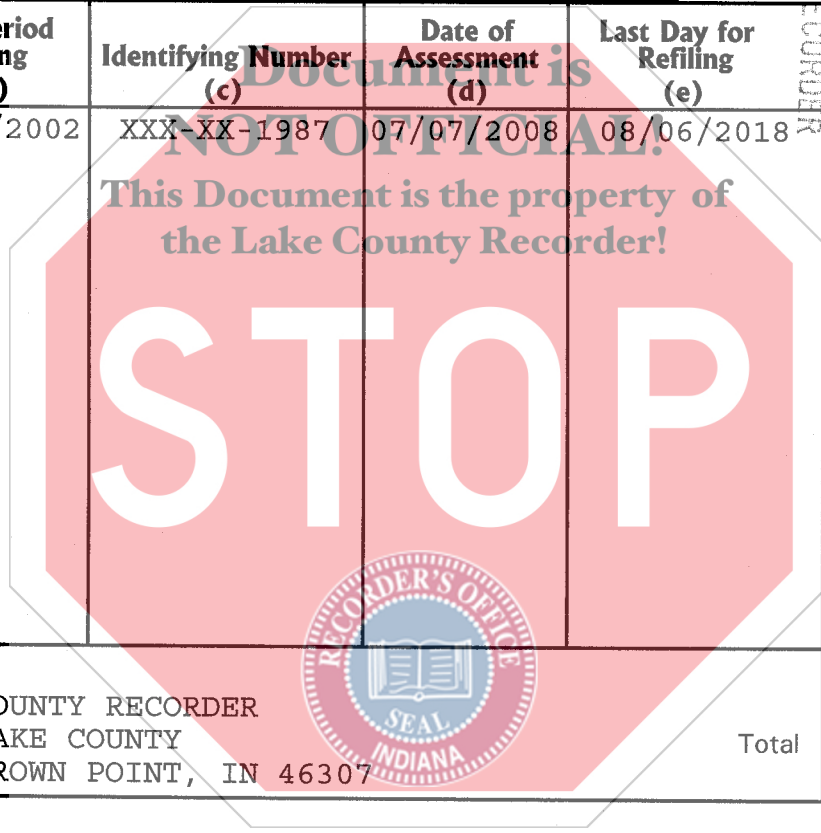 eriod Identifying Number Date of Last Day for
ng (c) Assessment Refiling
) (d) (e)
/2002 XXX-XX-1987 07/07/2008 08/06/2018
ECORDER
Document is
NOT OFFICIAL!
This Document is the property of
the Lake County Recorder!
STOP
RECORDER'S OFFICE
SEAL
INDIANA
OUNTY RECORDER
AKE COUNTY
ROWN POINT, IN 46307
Total